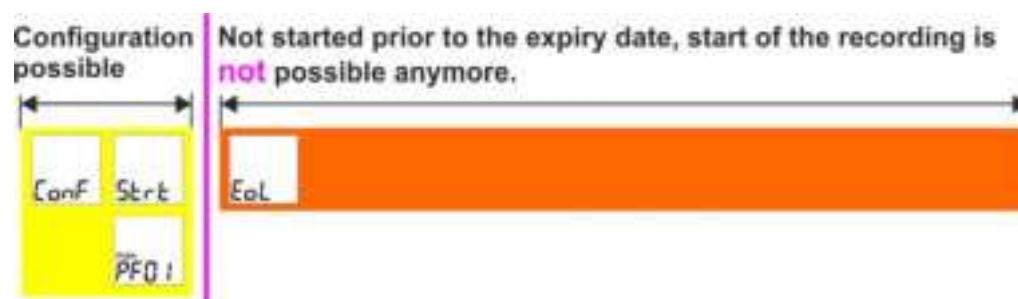 Configuration
possible
Not started prior to the expiry date, start of the recording is
not possible anymore.
ConF
Strt
EoL
PF01